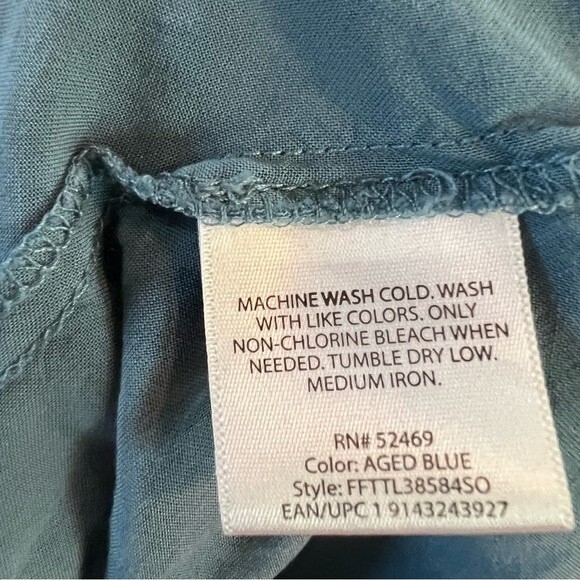 MACHINE WASH COLD. WASH
WITH LIKE COLORS. ONLY
NON-CHLORINE BLEACH WHEN
NEEDED. TUMBLE DRY LOW.
MEDIUM IRON.
RN# 52469
Color: AGED BLUE
Style: FFTTL38584SO
EAN/UPC 1 9143243927